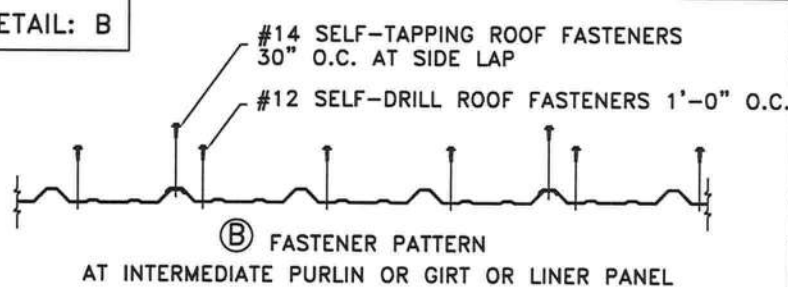 ETAIL: B
#14 SELF-TAPPING ROOF FASTENERS
30" O.C. AT SIDE LAP
#12 SELF-DRILL ROOF FASTENERS 1'-0" O.C.
B FASTENER PATTERN
AT INTERMEDIATE PURLIN OR GIRT OR LINER PANEL